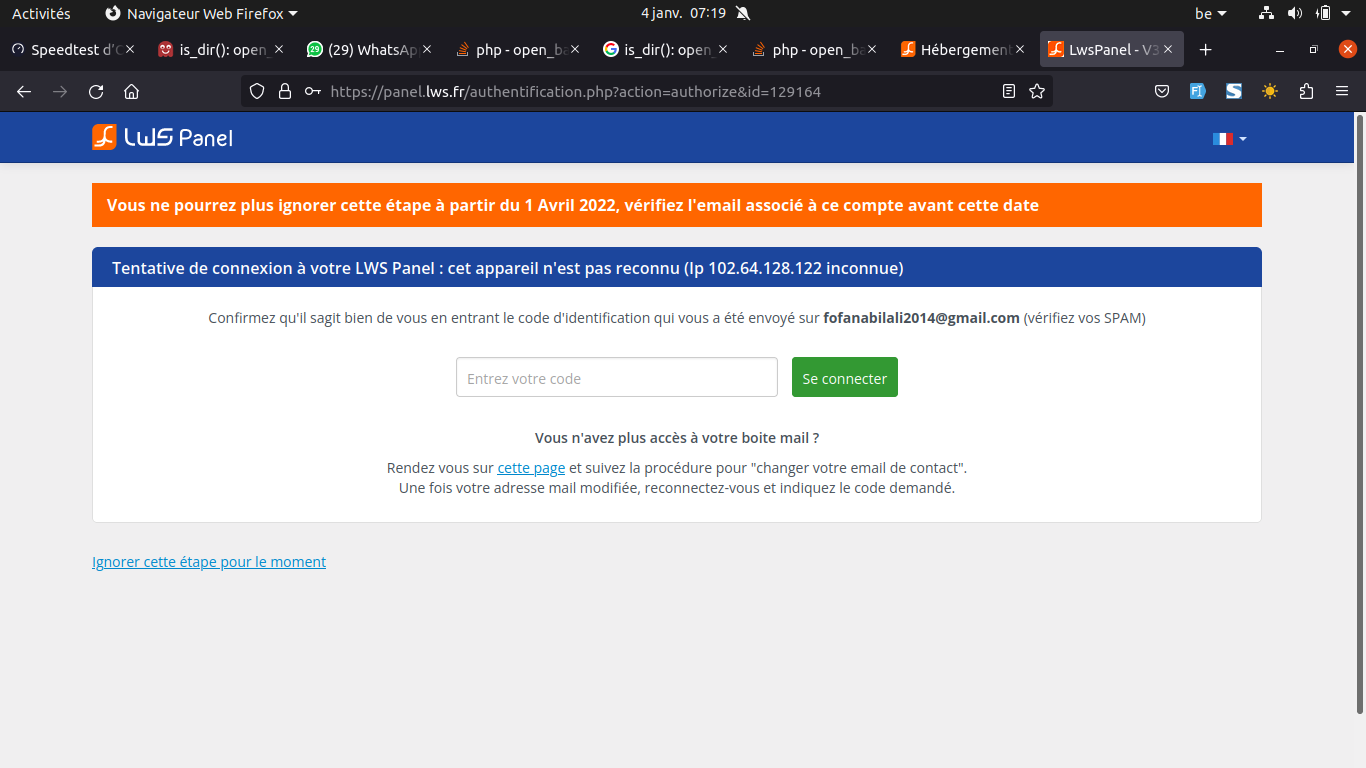 Activités Navigateur Web Firefox 4 janv. 07:19 be
Speedtest d'C is_dir(): open_ (29) WhatsAp php - open_ba is_dir(): open_ php - open_ba Hébergement LwsPanel - V3
https://panel.lws.fr/authentification.php?action=authorize&id=129164
LWS Panel
Vous ne pourrez plus ignorer cette étape à partir du 1 Avril 2022, vérifiez l'email associé à ce compte avant cette date
Tentative de connexion à votre LWS Panel : cet appareil n'est pas reconnu (Ip 102.64.128.122 inconnue)
Confirmez qu'il sagit bien de vous en entrant le code d'identification qui vous a été envoyé sur fofanabilali2014@gmail.com (vérifiez vos SPAM)
Entrez votre code Se connecter
Vous n'avez plus accès à votre boite mail ?
Rendez vous sur cette page et suivez la procédure pour "changer votre email de contact".
Une fois votre adresse mail modifiée, reconnectez-vous et indiquez le code demandé.
Ignorer cette étape pour le moment